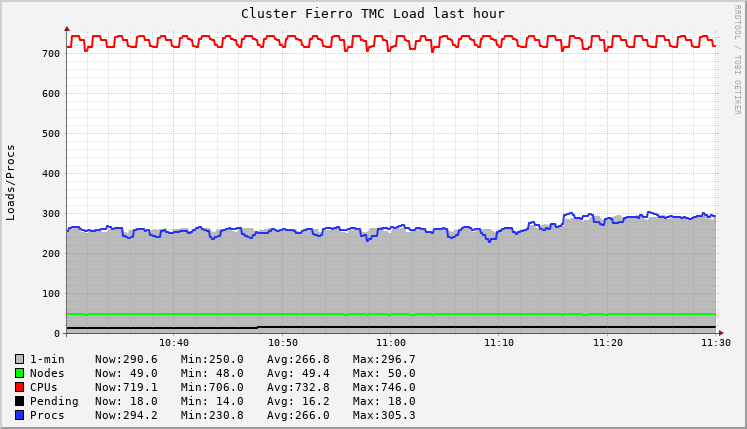 Cluster Fierro TMC Load last hour
RRDTOOL / TOBI OETIKER
Loads/Procs
700
600
500
400
300
200
100
0
10:40 10:50 11:00 11:10 11:20 11:30
1-min Now:290.6 Min:250.0 Avg:266.8 Max:296.7
Nodes Now: 49.0 Min: 48.0 Avg: 49.4 Max: 50.0
CPUs Now:719.1 Min:706.0 Avg:732.8 Max:746.0
Pending Now: 18.0 Min: 14.0 Avg: 16.2 Max: 18.0
Procs Now:294.2 Min:230.8 Avg:266.0 Max:305.3